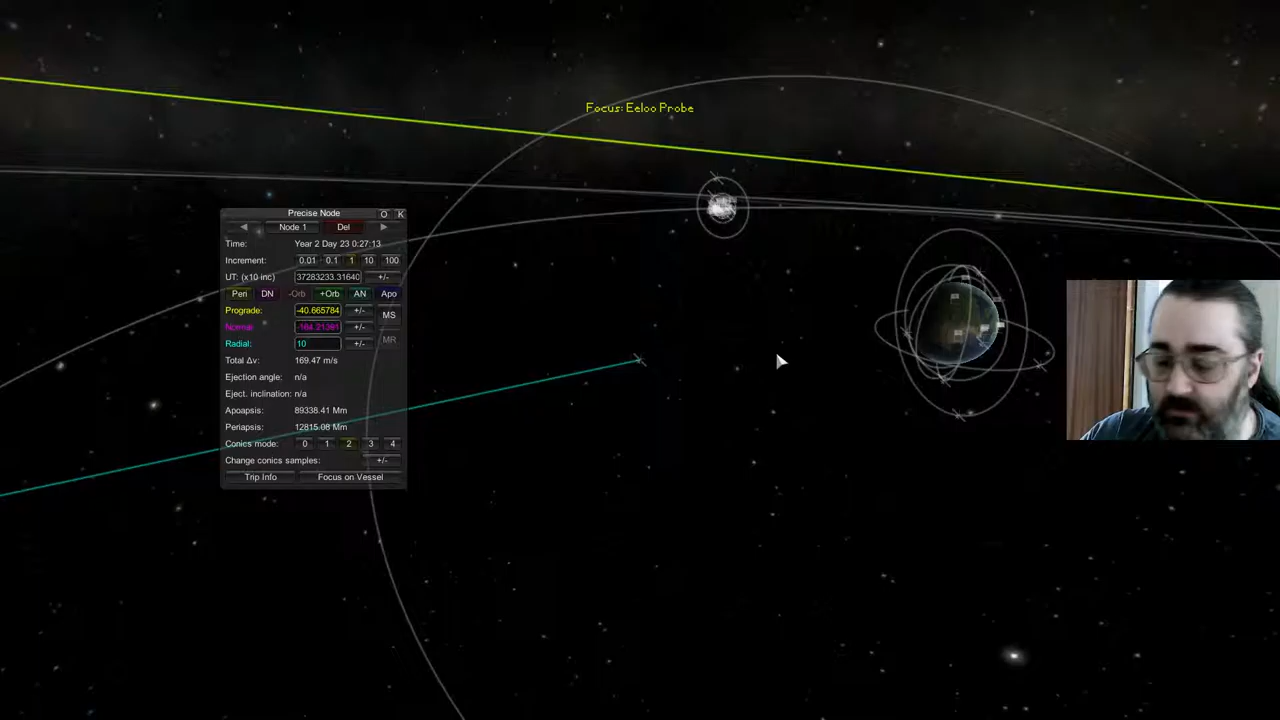 Focus: Eeloo Probe
Precise Node O K
Node 1 Del
Time: Year 2 Day 23 0:27:13
Increment: 0.01 0.1 1 10 100
UT: (x10 inc) 37283233.31640 +/-
Peri DN -Orb +Orb AN Apo
Prograde: -40.665784 +/- MS
Normal: -164.21391 +/-
Radial: 10 +/- MR
Total Δv: 169.47 m/s
Ejection angle: n/a
Eject. inclination: n/a
Apoapsis: 89338.41 Mm
Periapsis: 12815.08 Mm
Conics mode: 0 1 2 3 4
Change conics samples: +/-
Trip Info Focus on Vessel